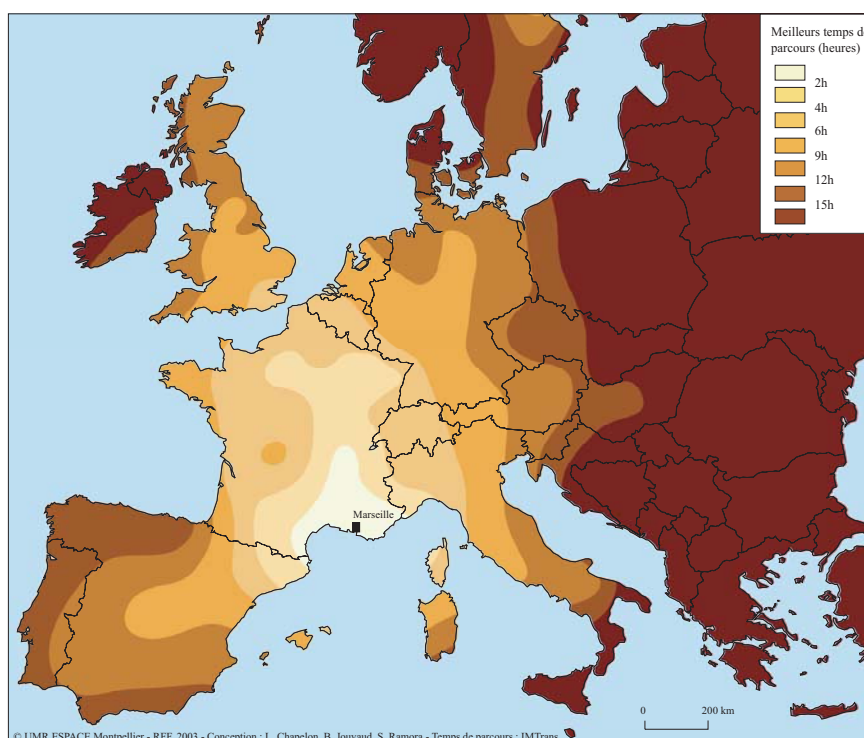 Meilleurs temps de
parcours (heures)
2h
4h
6h
9h
12h
15h
Marseille
0 200 km
© UMR ESPACE Montpellier - RFF, 2003 - Conception : L. Chapelon, B. Jouvaud, S. Ramora - Temps de parcours : IMTrans